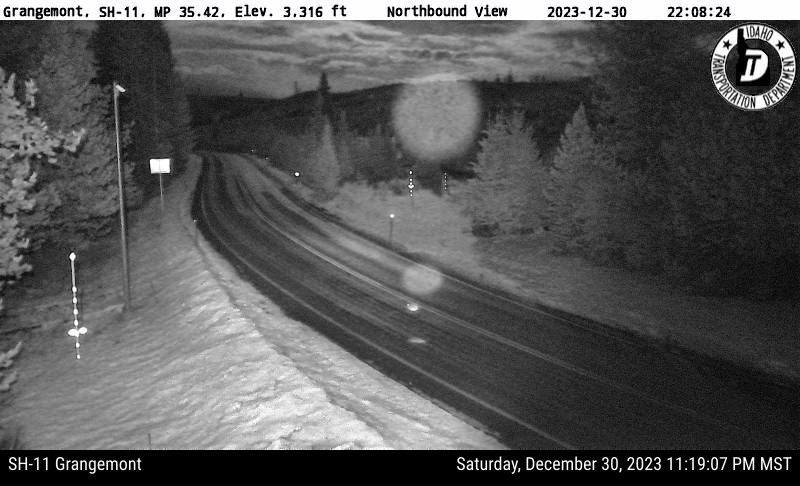 Grangemont, SH-11, MP 35.42, Elev. 3,316 ft Northbound View 2023-12-30 22:08:24
IDAHO
TRANSPORTATION DEPARTMENT
SH-11 Grangemont Saturday, December 30, 2023 11:19:07 PM MST